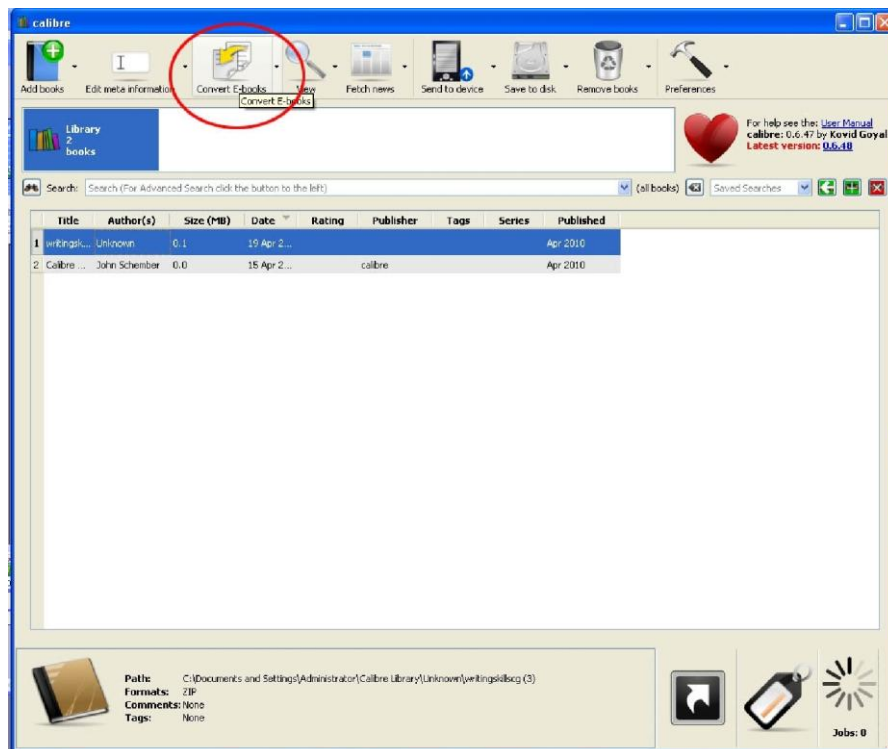 calibre
Add books Edit meta information Convert E-books View Fetch news Send to device Save to disk Remove books Preferences
Convert E-books
Library
2
books
For help see the: User Manual
calibre: 0.6.47 by Kovid Goyal
Latest version: 0.6.48
Search: Search (For Advanced Search click the button to the left) (all books) Saved Searches
Title Author(s) Size (MB) Date Rating Publisher Tags Series Published
1 writingsk... Unknown 0.1 19 Apr 2... Apr 2010
2 Calibre ... John Schember 0.0 15 Apr 2... calibre Apr 2010
Path: C:\Documents and Settings\Administrator\Calibre Library\Unknown\writingskillscg (3)
Formats: ZIP
Comments: None
Tags: None
Jobs: 0